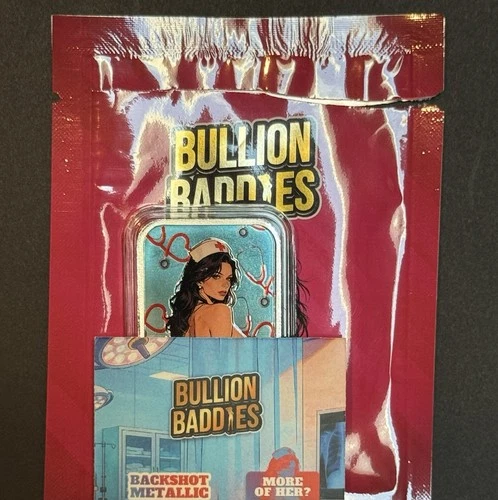 BULLION
BADDIES
BULLION
BADDIES
BACKSHOT
METALLIC
MORE
OF HER?